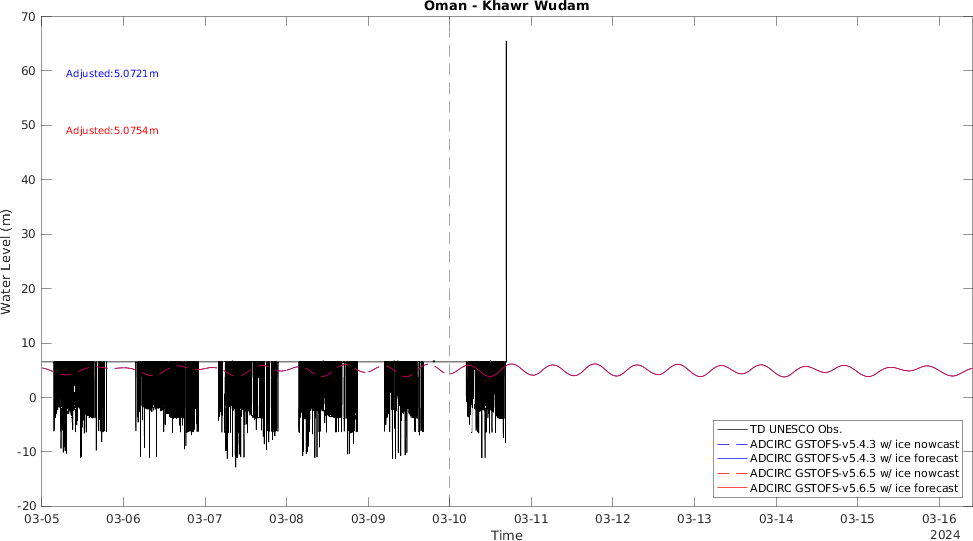 Oman - Khawr Wudam
70
60
50
40
30
20
10
0
-10
-20
Water Level (m)
Adjusted:5.0721m
Adjusted:5.0754m
TD UNESCO Obs.
ADCIRC GSTOFS-v5.4.3 w/ ice nowcast
ADCIRC GSTOFS-v5.4.3 w/ ice forecast
ADCIRC GSTOFS-v5.6.5 w/ ice nowcast
ADCIRC GSTOFS-v5.6.5 w/ ice forecast
03-05 03-06 03-07 03-08 03-09 03-10 03-11 03-12 03-13 03-14 03-15 03-16
Time
2024